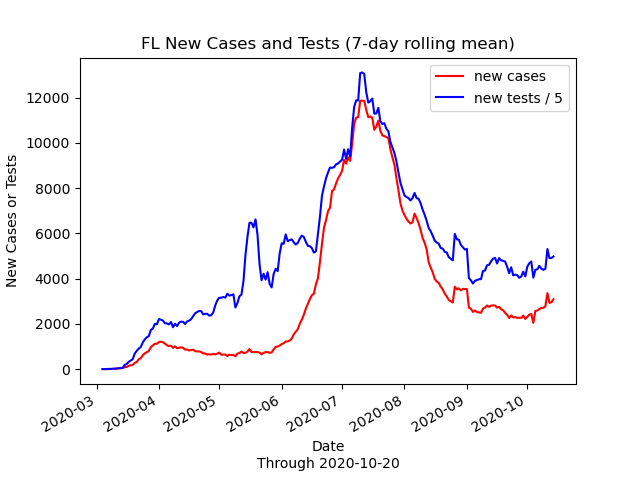 FL New Cases and Tests (7-day rolling mean)
new cases
new tests / 5
New Cases or Tests
12000
10000
8000
6000
4000
2000
0
2020-03
2020-04
2020-05
2020-06
2020-07
2020-08
2020-09
2020-10
Date
Through 2020-10-20